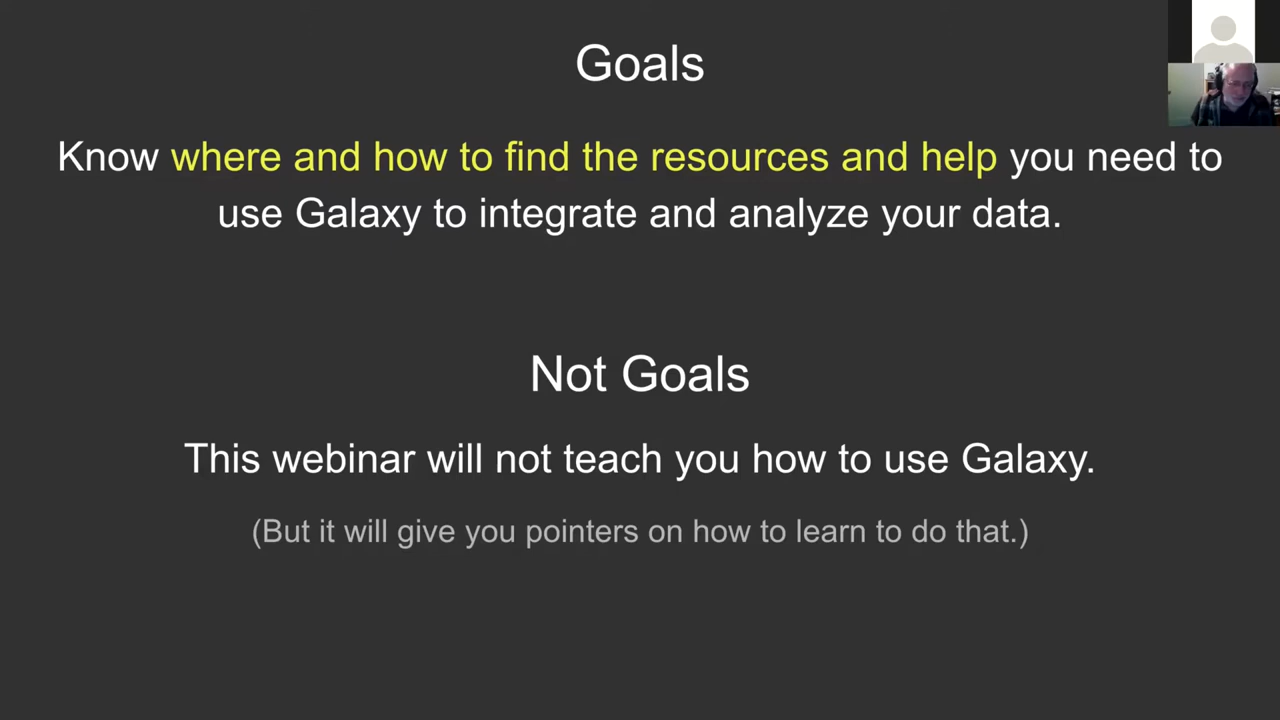 Goals
Know where and how to find the resources and help you need to
use Galaxy to integrate and analyze your data.
Not Goals
This webinar will not teach you how to use Galaxy.
(But it will give you pointers on how to learn to do that.)